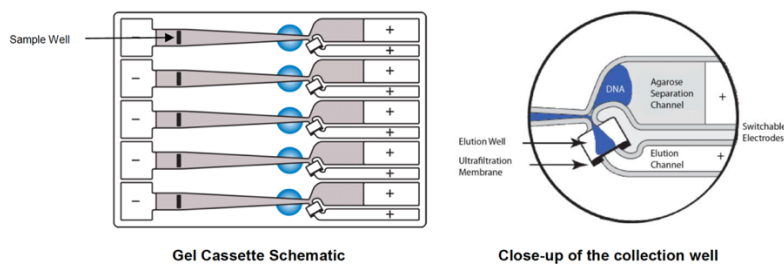 Sample Well
-
+
+
-
+
+
-
+
+
-
+
+
-
+
+
Gel Cassette Schematic
DNA
Agarose
Separation
Channel
+
Switchable
Electrodes
Elution Well
Ultrafiltration
Membrane
Elution
Channel
+
Close-up of the collection well